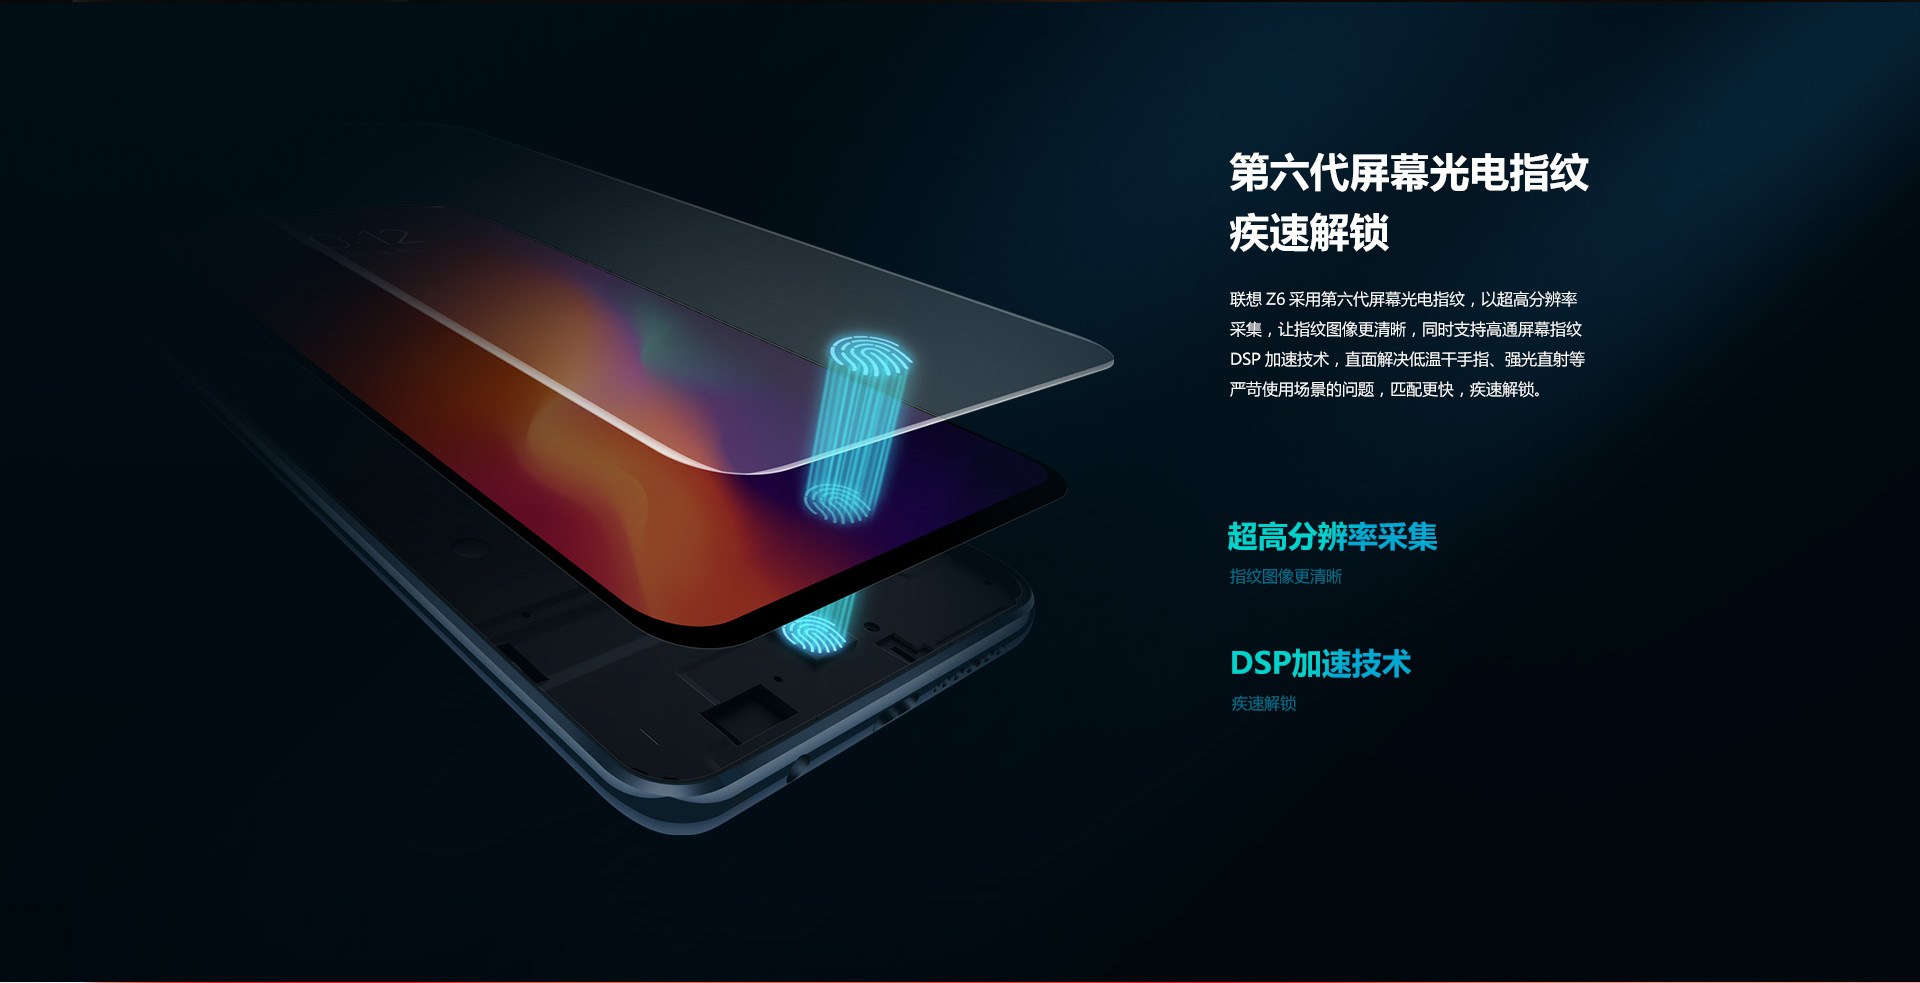 第六代屏幕光电指纹
疾速解锁
联想 Z6 采用第六代屏幕光电指纹，以超高分辨率
采集，让指纹图像更清晰，同时支持高通屏幕指纹
DSP 加速技术，直面解决低温干手指、强光直射等
严苛使用场景的问题，匹配更快，疾速解锁。
超高分辨率采集
指纹图像更清晰
DSP加速技术
疾速解锁